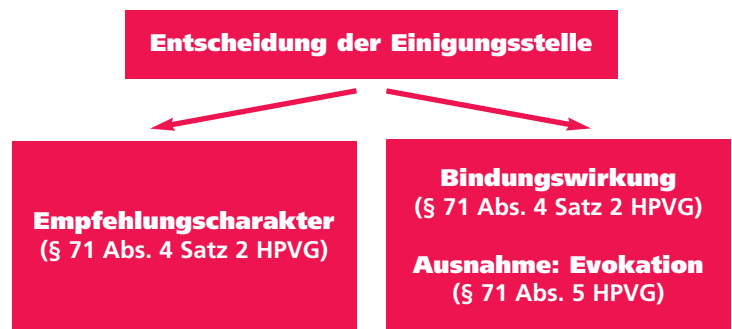 Entscheidung der Einigungsstelle
Empfehlungscharakter
(§ 71 Abs. 4 Satz 2 HPVG)
Bindungswirkung
(§ 71 Abs. 4 Satz 2 HPVG)
Ausnahme: Evokation
(§ 71 Abs. 5 HPVG)